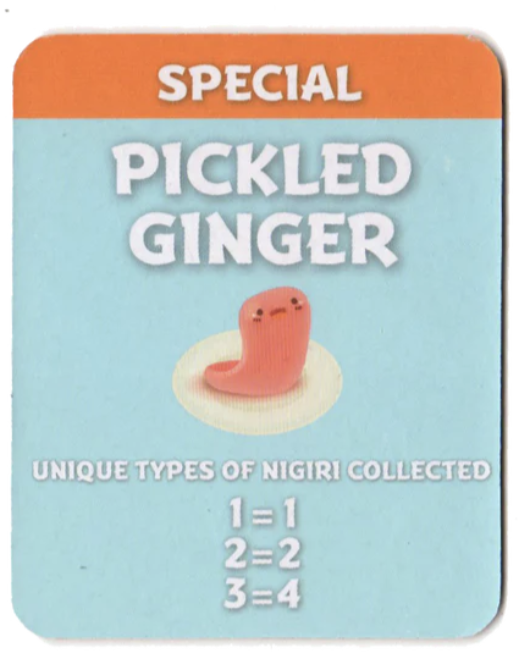 SPECIAL
PICKLED
GINGER
UNIQUE TYPES OF NIGIRI COLLECTED
1=1
2=2
3=4